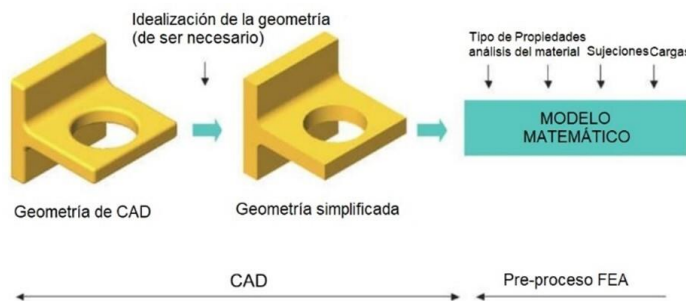 Idealización de la geometría
(de ser necesario)
Tipo de Propiedades
análisis del material Sujeciones Cargas
MODELO
MATEMÁTICO
Geometría de CAD
Geometría simplificada
CAD
Pre-proceso FEA